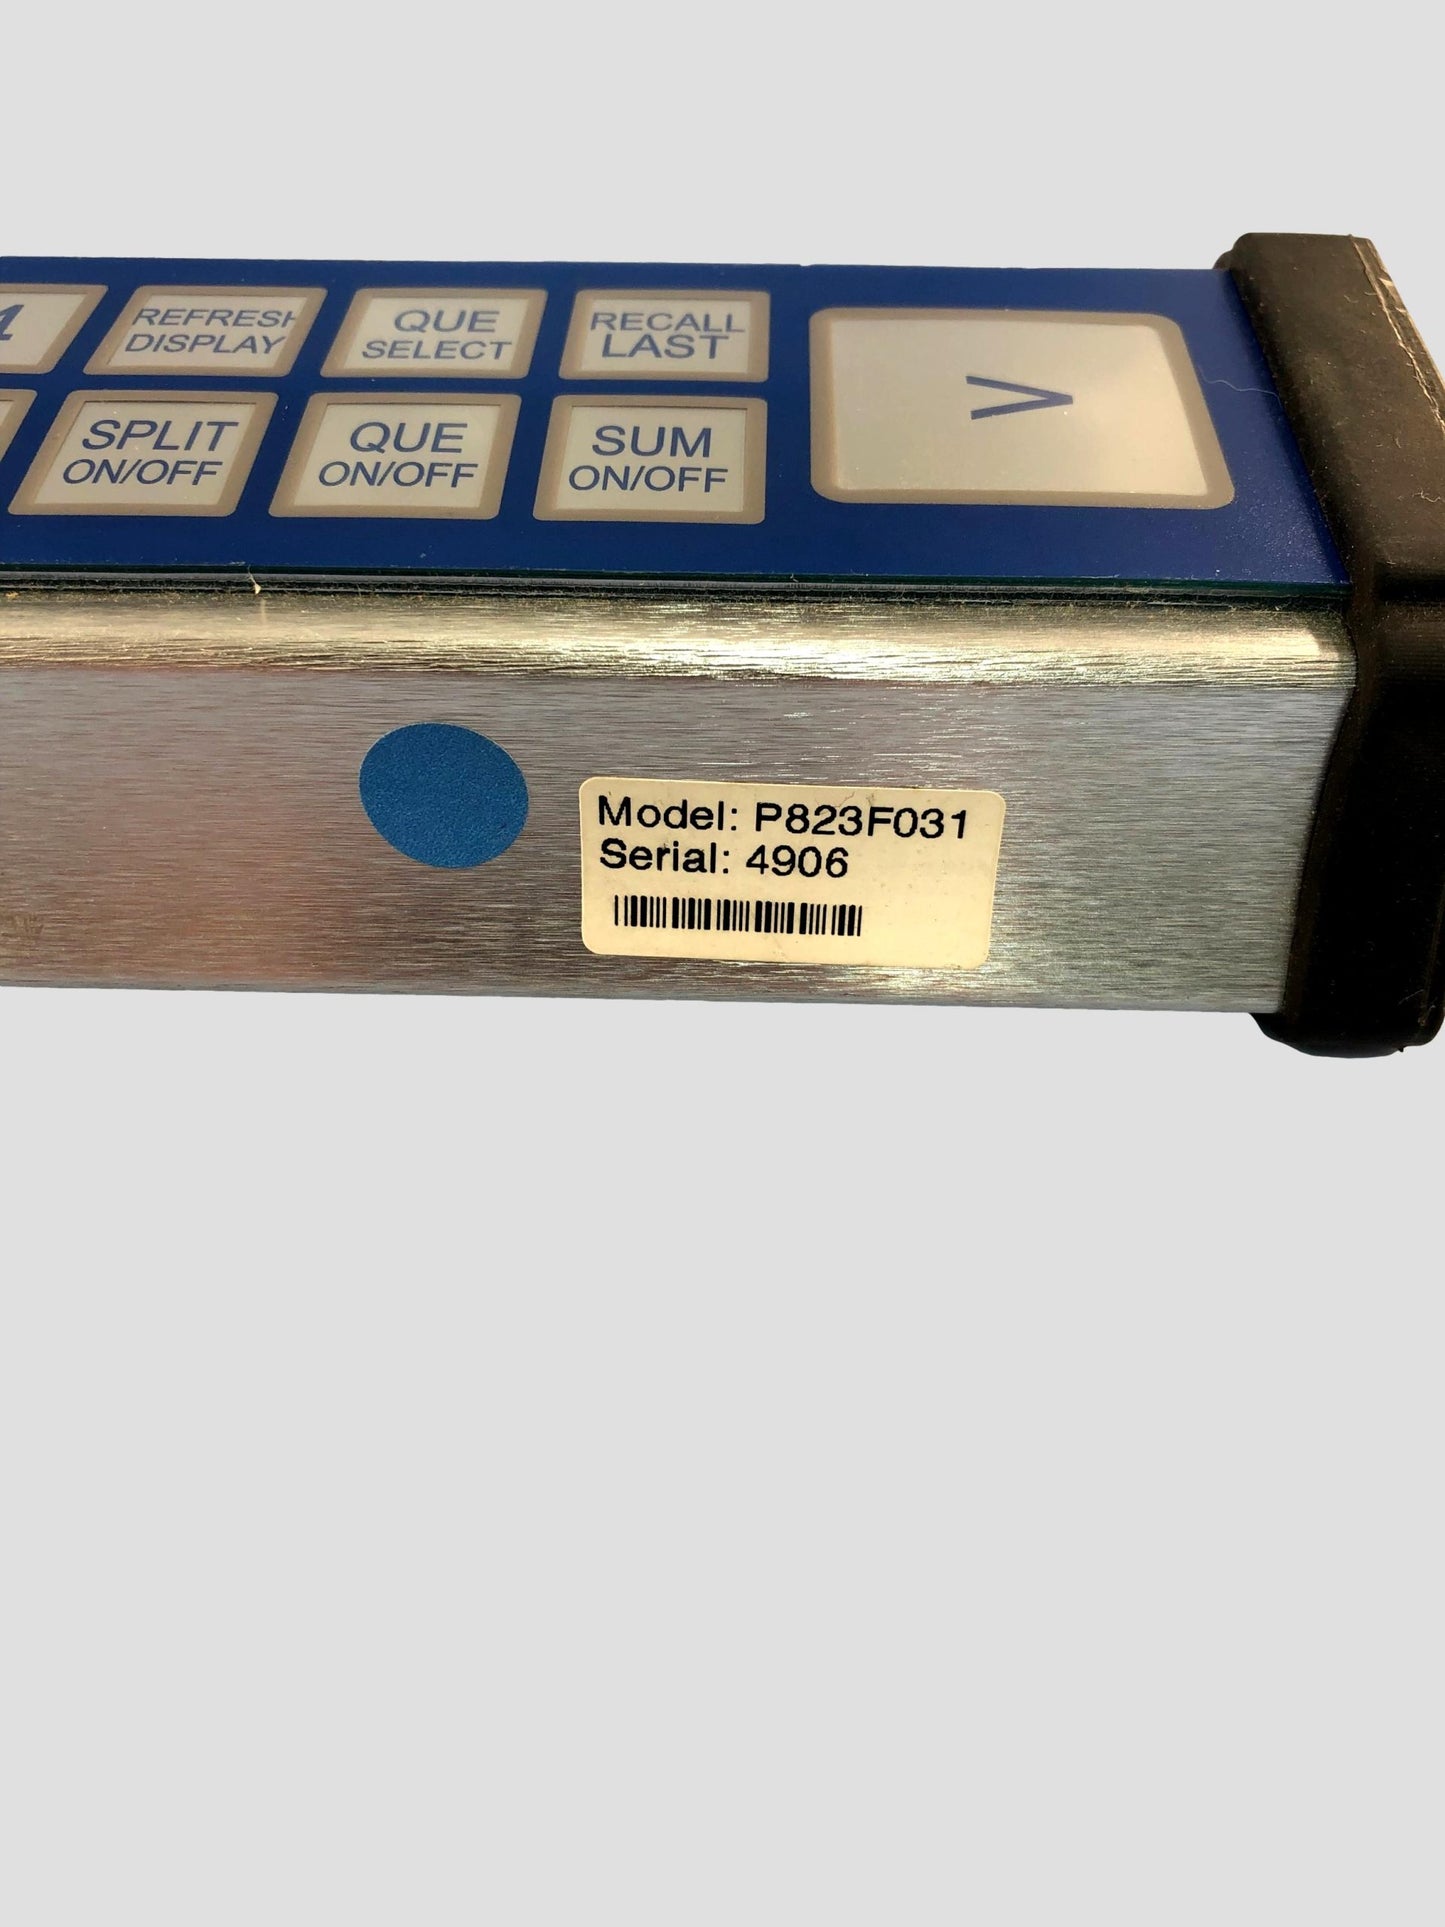 1
REFRESH
DISPLAY
QUE
SELECT
RECALL
LAST
>
SPLIT
ON/OFF
QUE
ON/OFF
SUM
ON/OFF
Model: P823F031
Serial: 4906